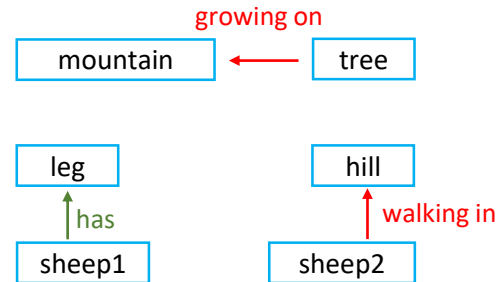 growing on
mountain
tree
leg
hill
has
walking in
sheep1
sheep2